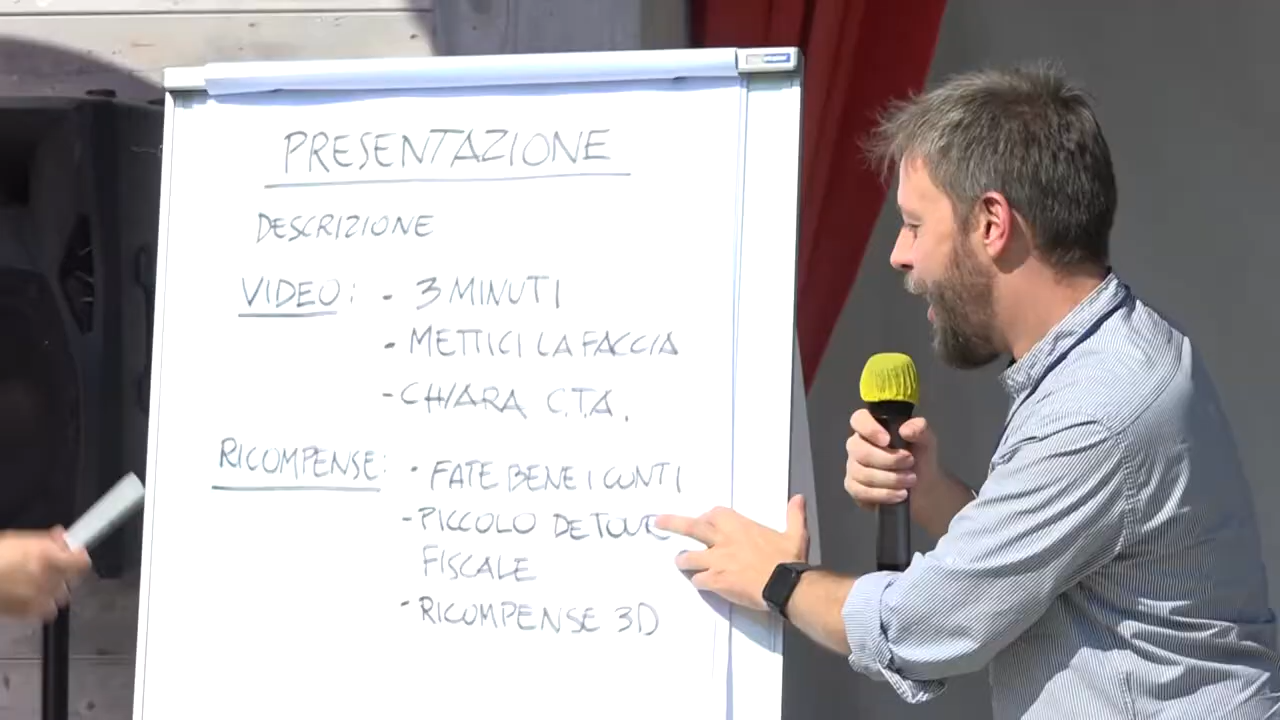 PRESENTAZIONE
DESCRIZIONE
VIDEO: - 3 MINUTI
- METTICI LA FACCIA
- CHIARA C.T.A.
RICOMPENSE: - FATE BENE I CONTI
- PICCOLO DETOUR
FISCALE
- RICOMPENSE 3D